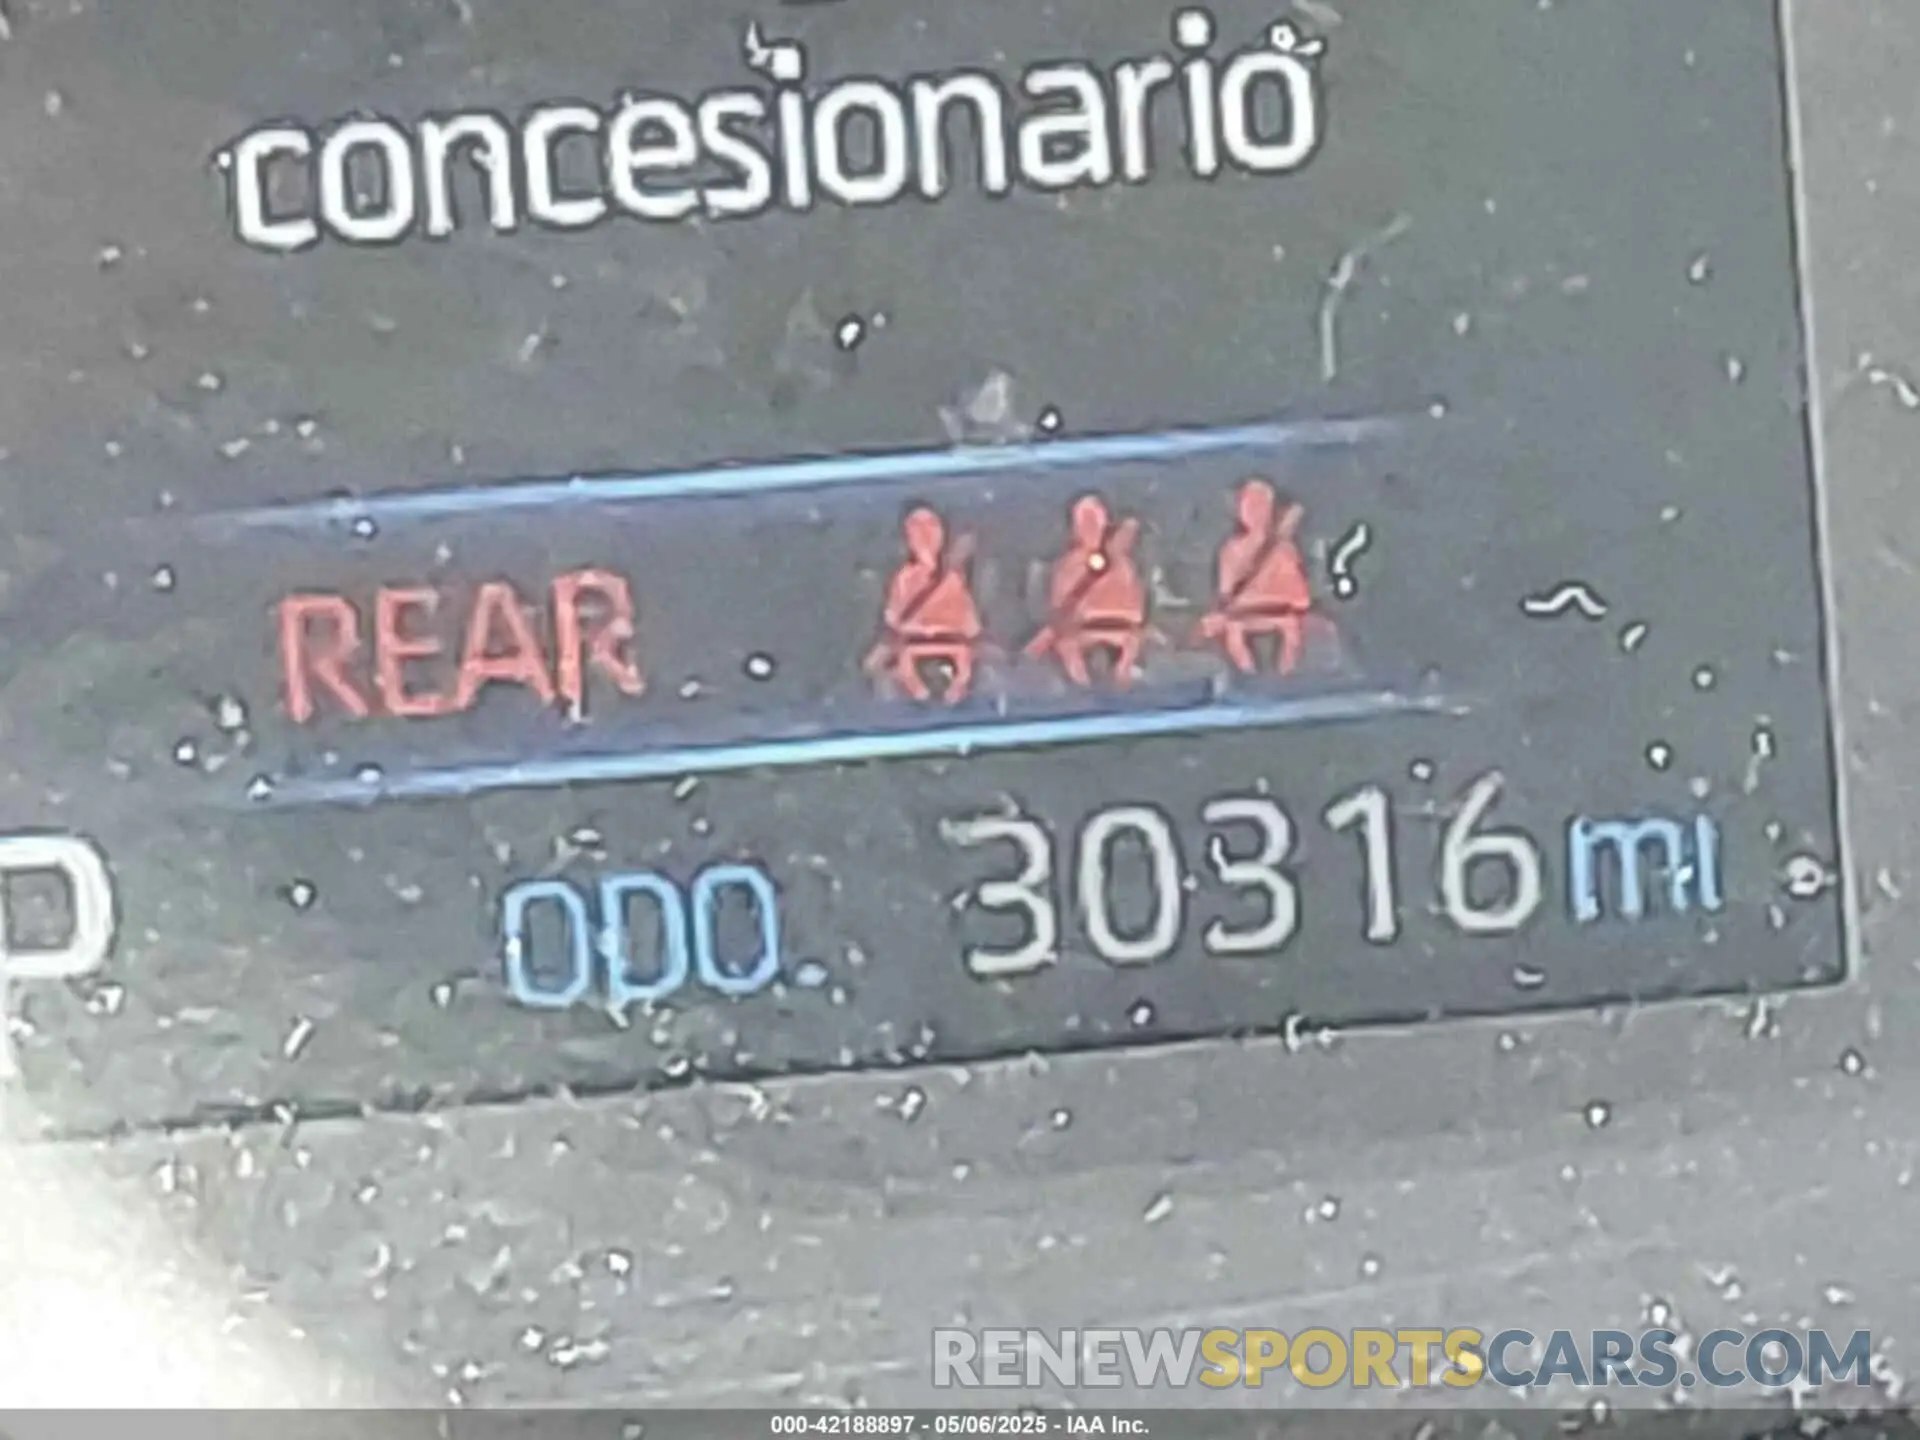 concesionario
REAR
P ODO. 30316 mi
RENEWSPORTSCARS.COM
000-42188897 - 05/06/2025 - IAA Inc.